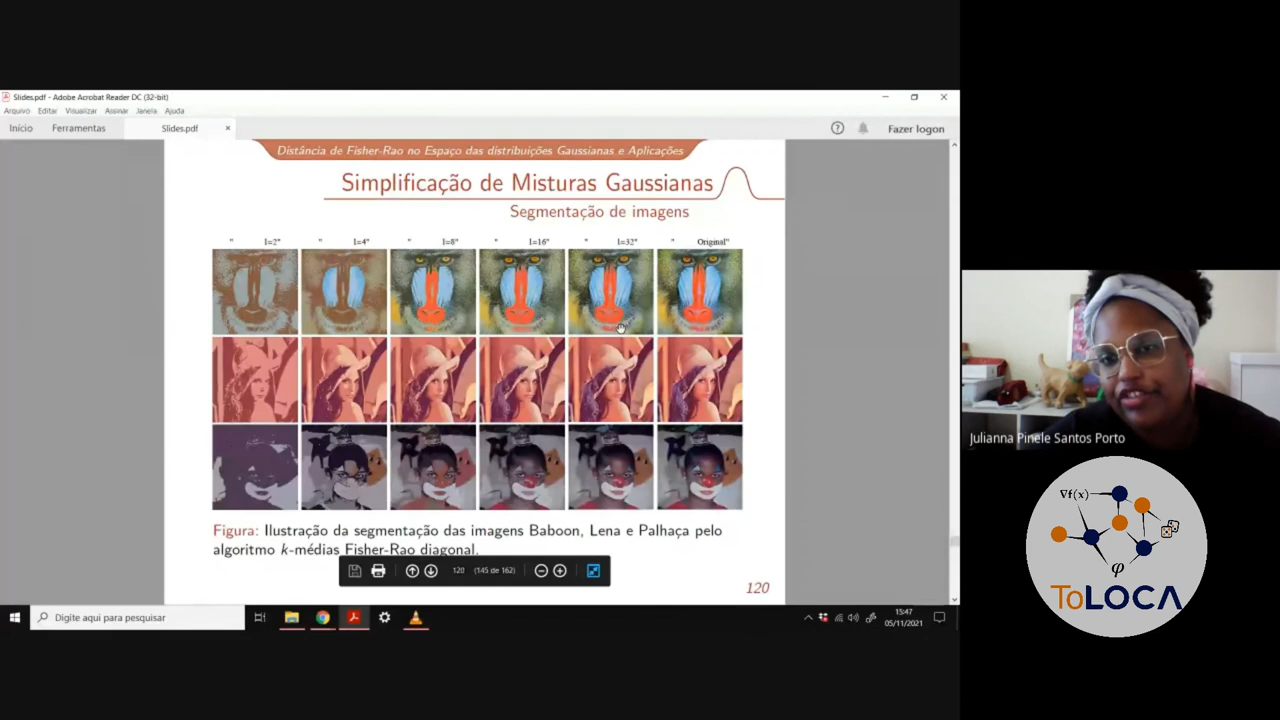 Slides.pdf - Adobe Acrobat Reader DC (32-bit)
Arquivo Editar Visualizar Assinar Janela Ajuda
Início Ferramentas Slides.pdf × Fazer logon
Distância de Fisher-Rao no Espaço das distribuições Gaussianas e Aplicações
Simplificação de Misturas Gaussianas
Segmentação de imagens
" l=2" " l=4" " l=8" " l=16" " l=32" " Original"
Figura: Ilustração da segmentação das imagens Baboon, Lena e Palhaça pelo
algoritmo k-médias Fisher-Rao diagonal.
120 (145 de 162)
120
Digite aqui para pesquisar
15:47
05/11/2021
Julianna Pinele Santos Porto
∇f(x)
φ
ToLOCA